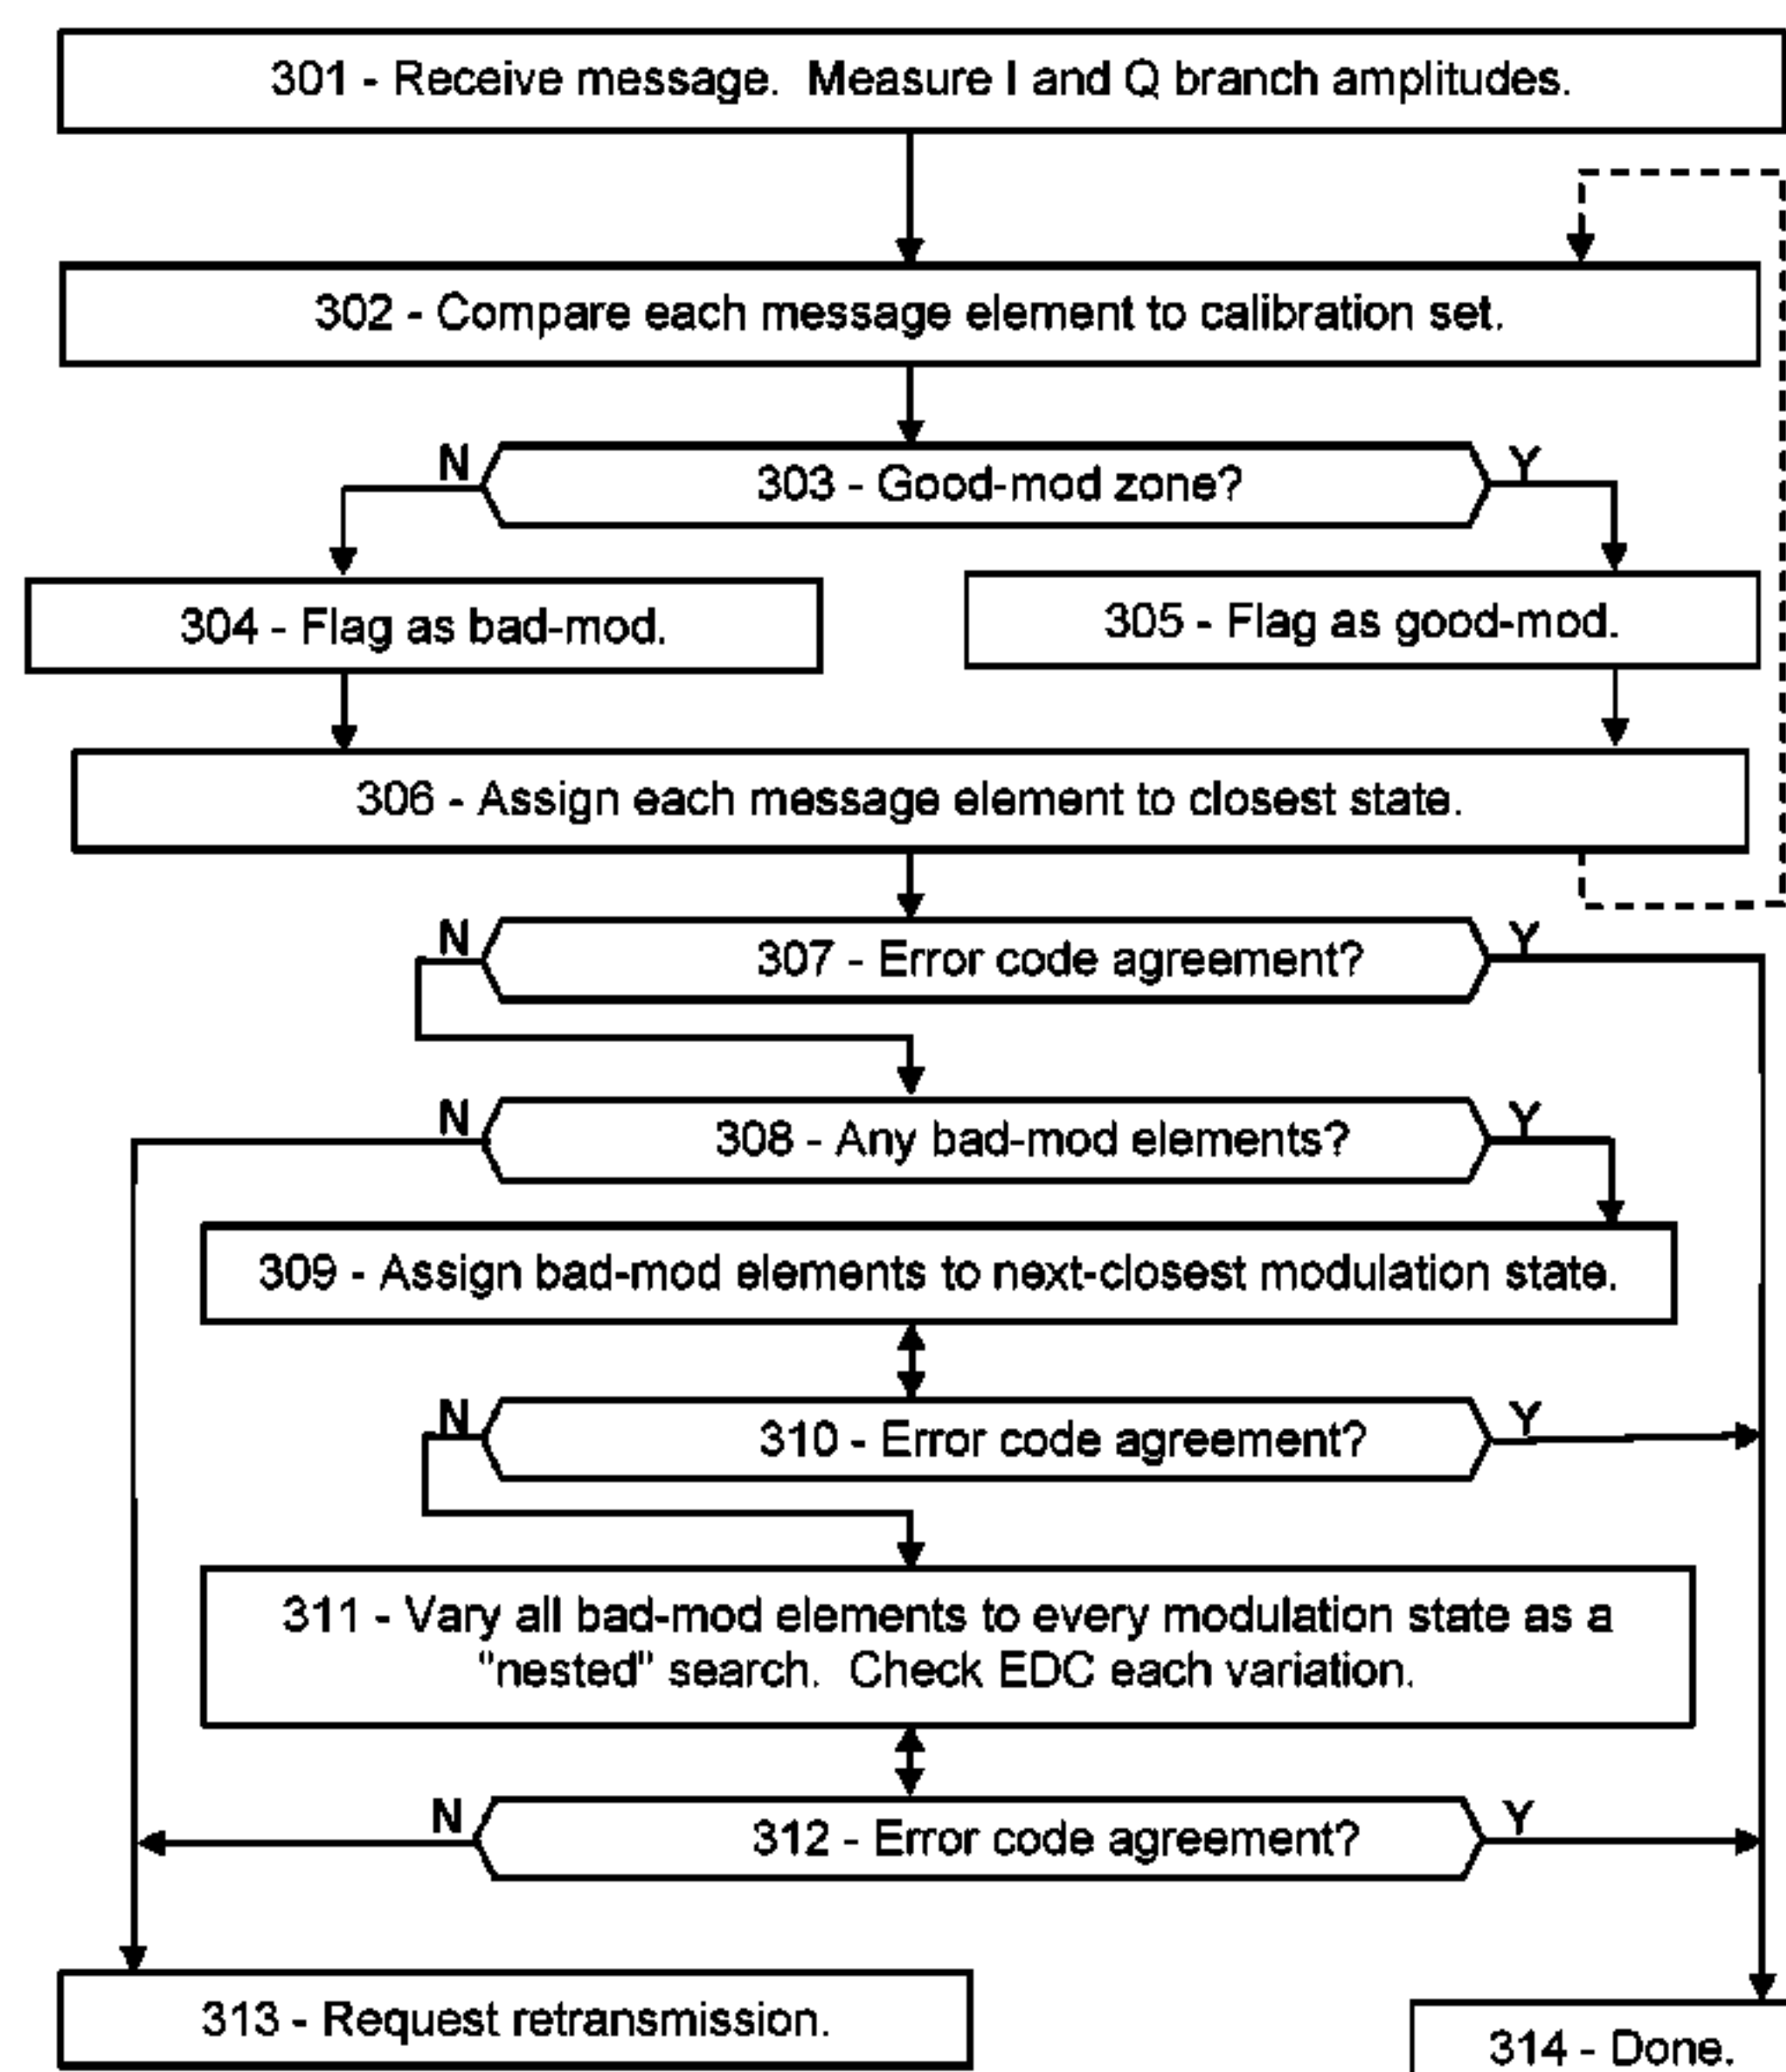 301 - Receive message. Measure I and Q branch amplitudes.
302 - Compare each message element to calibration set.
N
303 - Good-mod zone?
Y
304 - Flag as bad-mod.
305 - Flag as good-mod.
306 - Assign each message element to closest state.
N
307 - Error code agreement?
Y
N
308 - Any bad-mod elements?
Y
309 - Assign bad-mod elements to next-closest modulation state.
N
310 - Error code agreement?
Y
311 - Vary all bad-mod elements to every modulation state as a
"nested" search. Check EDC each variation.
N
312 - Error code agreement?
Y
313 - Request retransmission.
314 - Done.